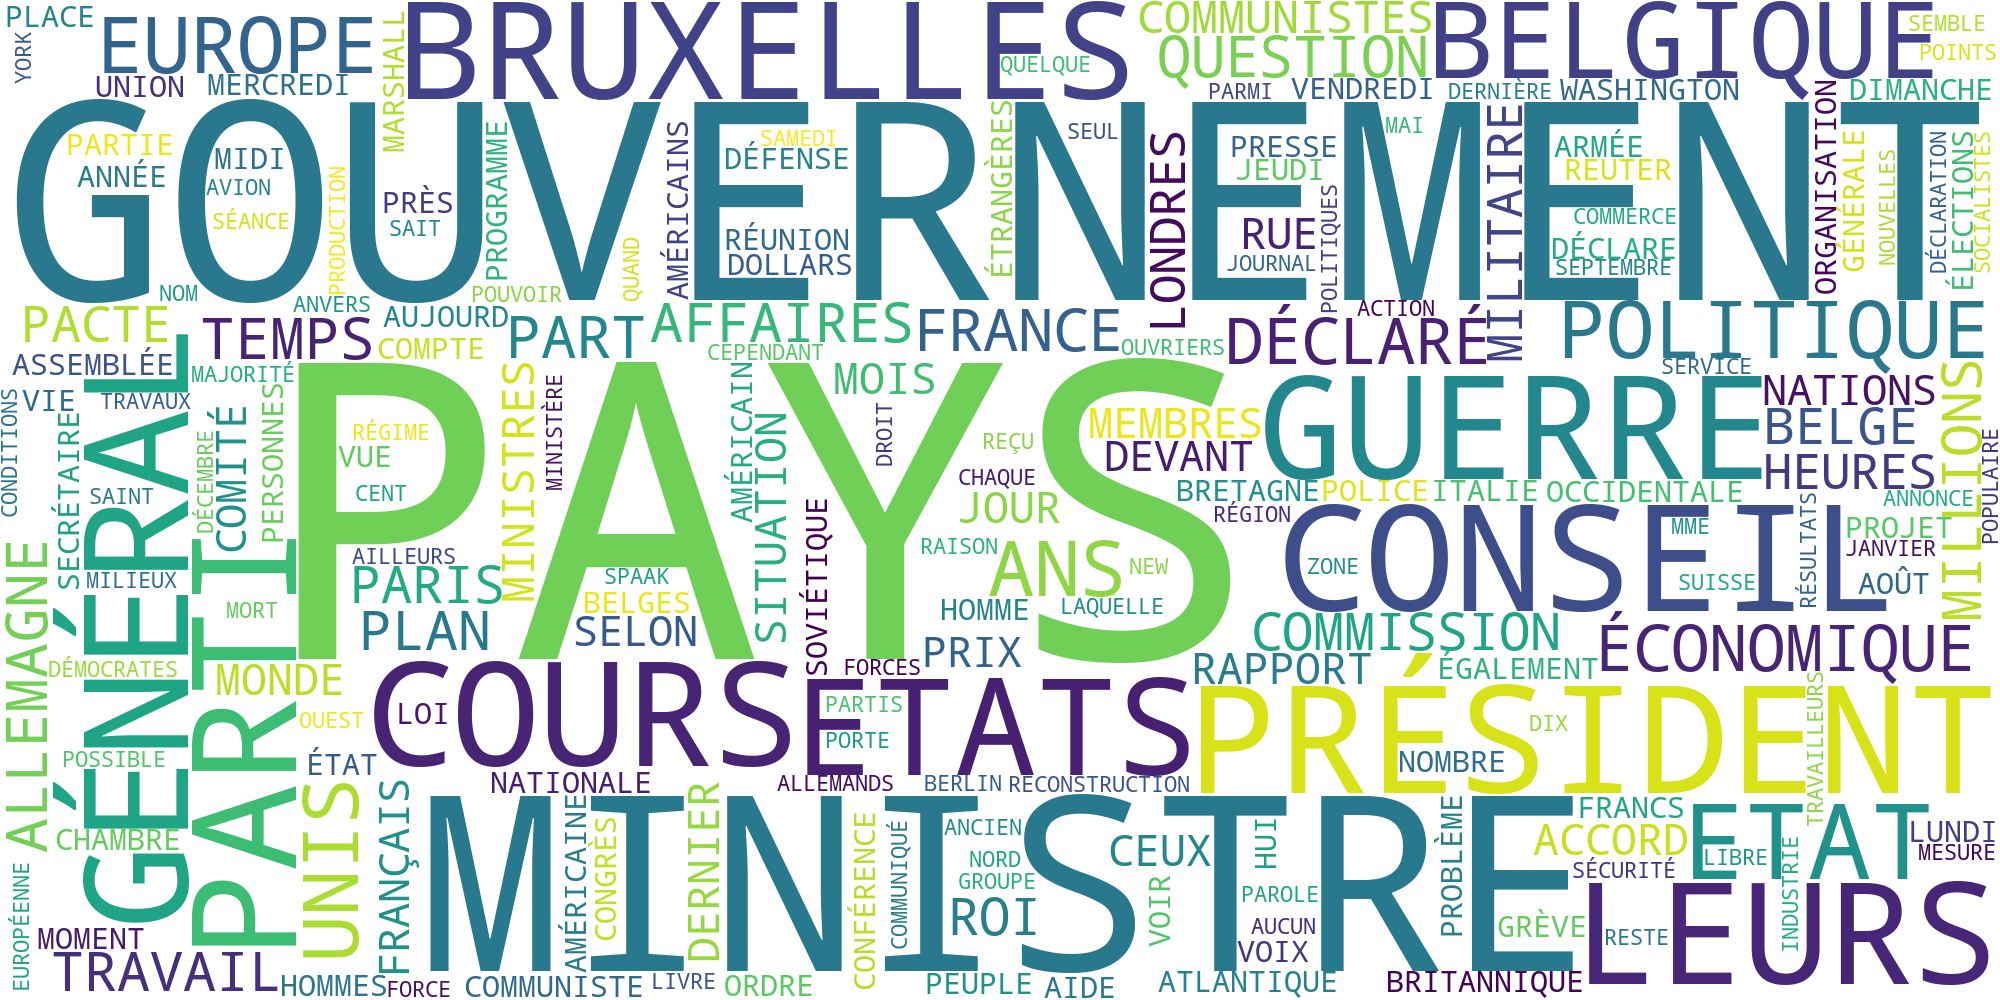 PLACE
EUROPE
BRUXELLES
COMMUNISTES
BELGIQUE
SEMBLE
YORK
MARSHALL
QUESTION
POINTS
QUELQUE
UNION
MERCREDI
PARMI
VENDREDI
DERNIÈRE
WASHINGTON
DIMANCHE
GOUVERNEMENT
PARTIE
MIDI
ANNÉE
AVION
SÉANCE
PRODUCTION
PRÈS
SAIT
PROGRAMME
QUAND
AMÉRICAINS
SAMEDI
DÉFENSE
RÉUNION
DOLLARS
ÉTRANGÈRES
SEUL
LONDRES
PRESSE
JEUDI
RUE
JOURNAL
POLITIQUES
MAI
MILITAIRE
ARMÉE
REUTER
COMMERCE
DÉCLARE
SEPTEMBRE
ORGANISATION
GÉNÉRALE
NOUVELLES
DÉCLARATION
ÉLECTIONS
SOCIALISTES
NOM
ANVERS
POUVOIR
ACTION
PACTE
TEMPS
AUJOURD
PART
AFFAIRES
FRANCE
DÉCLARÉ
POLITIQUE
COMPTE
CEPENDANT
OUVRIERS
ASSEMBLÉE
MAJORITÉ
SERVICE
CONDITIONS
VIE
TRAVAUX
PAYS
MINISTRES
MINISTÈRE
AMÉRICAIN
MOIS
GUERRE
NATIONS
MILLIONS
SECRÉTAIRE
GÉNÉRAL
COMITÉ
DÉCEMBRE
PERSONNES
RÉGIME
VUE
CENT
SITUATION
DROIT
REÇU
CHAQUE
JOUR
MEMBRES
DEVANT
BELGE
HEURES
POPULAIRE
SAINT
BRETAGNE
POLICE
ITALIE
OCCIDENTALE
ANNONCE
RÉGION
CONSEIL
MME
RÉSULTATS
PROJET
JANVIER
ALLEMAGNE
PARTI
AILLEURS
SOVIÉTIQUE
RAISON
ANS
NEW
ZONE
SUISSE
AOÛT
MILIEUX
PARIS
SPAAK
BELGES
HOMME
LAQUELLE
MORT
PLAN
SELON
COMMISSION
ÉCONOMIQUE
DÉMOCRATES
MONDE
PRIX
FORCES
RAPPORT
ÉGALEMENT
COURS
ETATS
PRÉSIDENT
OUEST
LOI
PARTIS
PORTE
DIX
TRAVAILLEURS
POSSIBLE
ÉTAT
NOMBRE
UNIS
NATIONALE
ALLEMANDS
BERLIN
RECONSTRUCTION
FRANÇAIS
MINISTRE
AMÉRICAINE
CONGRÈS
DERNIER
CONFÉRENCE
COMMUNIQUÉ
ANCIEN
FRANCS
ETAT
CHAMBRE
CEUX
HUI
PROBLÈME
ACCORD
LUNDI
LIBRE
MESURE
NORD
GROUPE
SÉCURITÉ
INDUSTRIE
EUROPÉENNE
VOIR
PAROLE
LEURS
ROI
AUCUN
GRÈVE
RESTE
MOMENT
VOIX
TRAVAIL
HOMMES
FORCE
COMMUNISTE
LIVRE
ORDRE
PEUPLE
AIDE
ATLANTIQUE
BRITANNIQUE